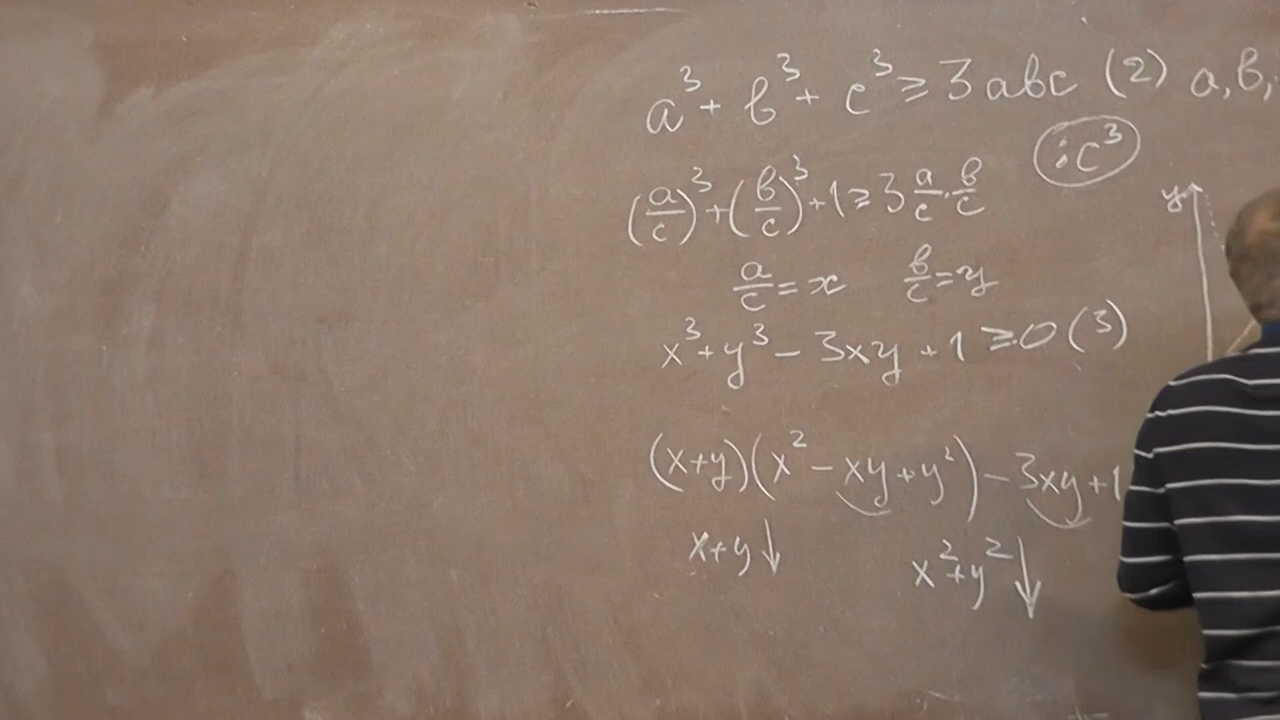 a³ + b³ + c³ ≥ 3abc (2) a, b,
: c³
(a/c)³ + (b/c)³ + 1 ≥ 3 a/c · b/c
y
a/c = x b/c = y
x³ + y³ − 3xy + 1 ≥ 0 (3)
(x+y)(x² − xy + y²) − 3xy + 1
x+y↓ x²+y²↓